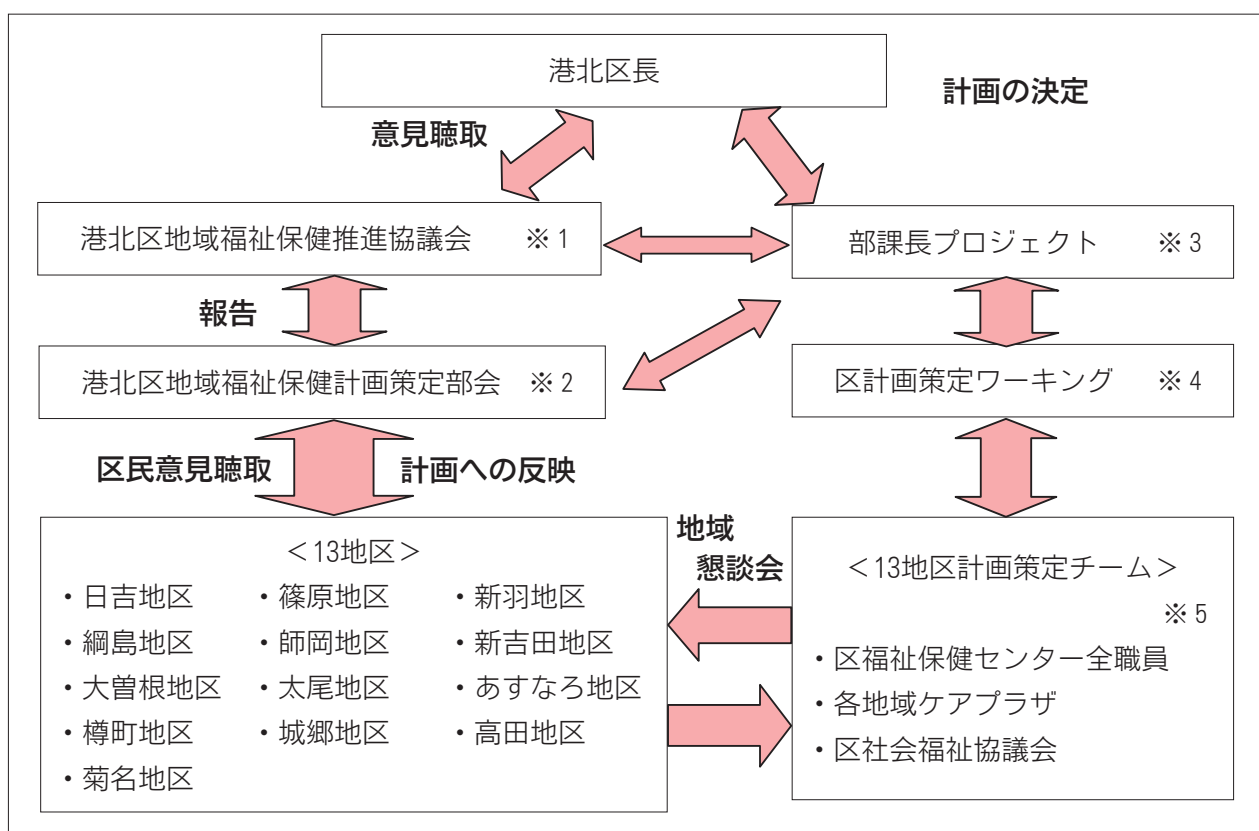 港北区長
計画の決定
意見聴取
港北区地域福祉保健推進協議会 ※1
部課長プロジェクト ※3
報告
港北区地域福祉保健計画策定部会 ※2
区計画策定ワーキング ※4
区民意見聴取
計画への反映
<13地区>
・日吉地区 ・篠原地区 ・新羽地区
・綱島地区 ・師岡地区 ・新吉田地区
・大曽根地区 ・太尾地区 ・あすなろ地区
・樽町地区 ・城郷地区 ・高田地区
・菊名地区
地域
懇談会
<13地区計画策定チーム>
※5
・区福祉保健センター全職員
・各地域ケアプラザ
・区社会福祉協議会